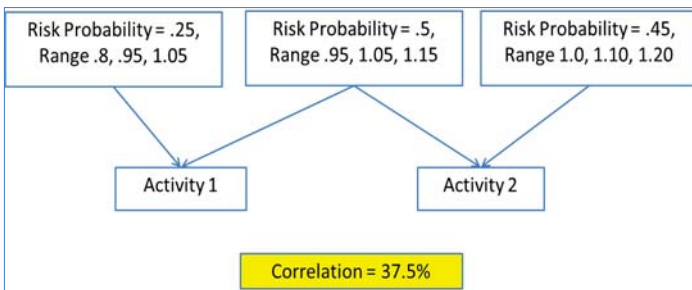 Risk Probability = .25,
Range .8, .95, 1.05
Risk Probability = .5,
Range .95, 1.05, 1.15
Risk Probability = .45,
Range 1.0, 1.10, 1.20
Activity 1
Activity 2
Correlation = 37.5%